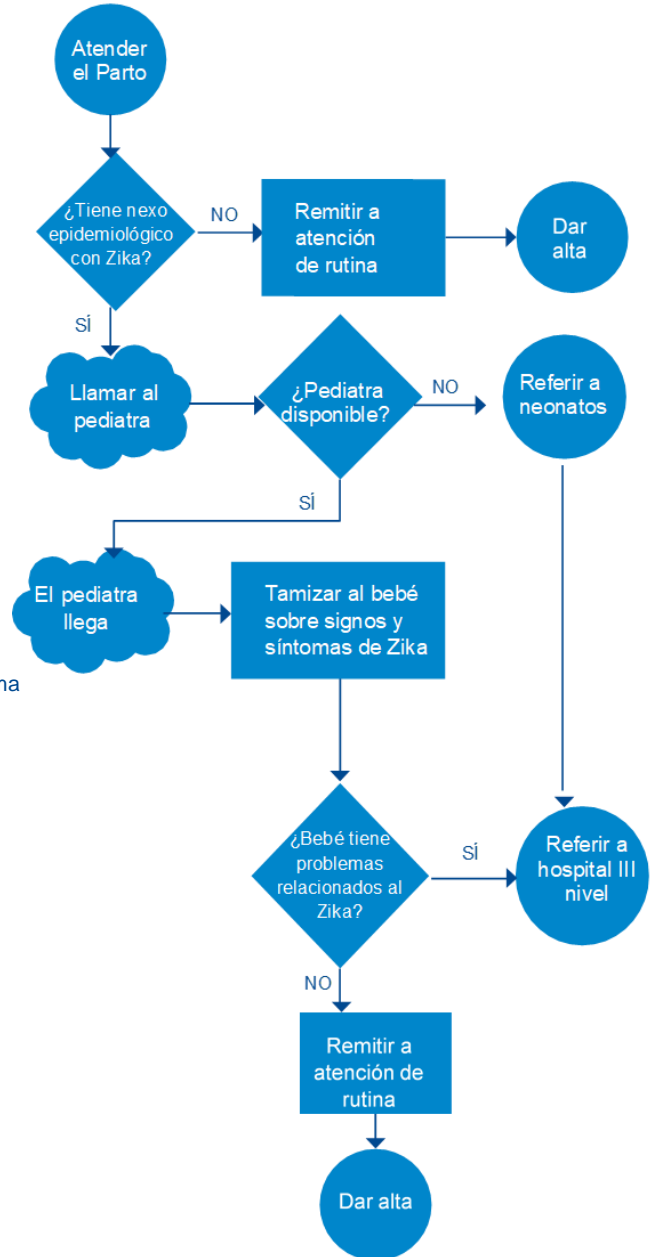 Atender
el Parto
¿Tiene nexo
epidemiológico
con Zika?
NO
Remitir a
atención
de rutina
Dar
alta
SÍ
Llamar al
pediatra
¿Pediatra
disponible?
NO
Referir a
neonatos
SÍ
El pediatra
llega
Tamizar al bebé
sobre signos y
síntomas de Zika
¿Bebé tiene
problemas
relacionados al
Zika?
SÍ
Referir a
hospital III
nivel
NO
Remitir a
atención de
rutina
Dar alta